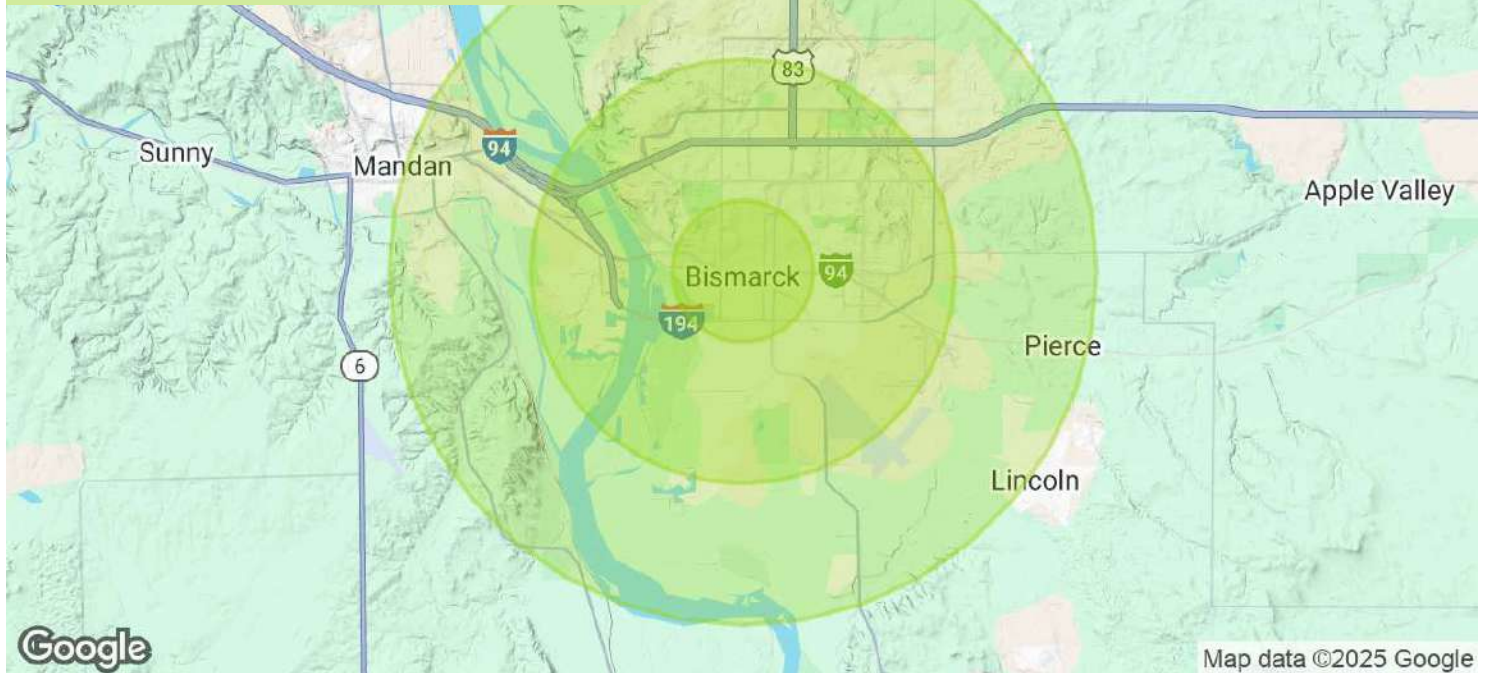 83
94
Sunny
Mandan
Apple Valley
Bismarck
94
194
Pierce
6
Lincoln
Google
Map data ©2025 Google